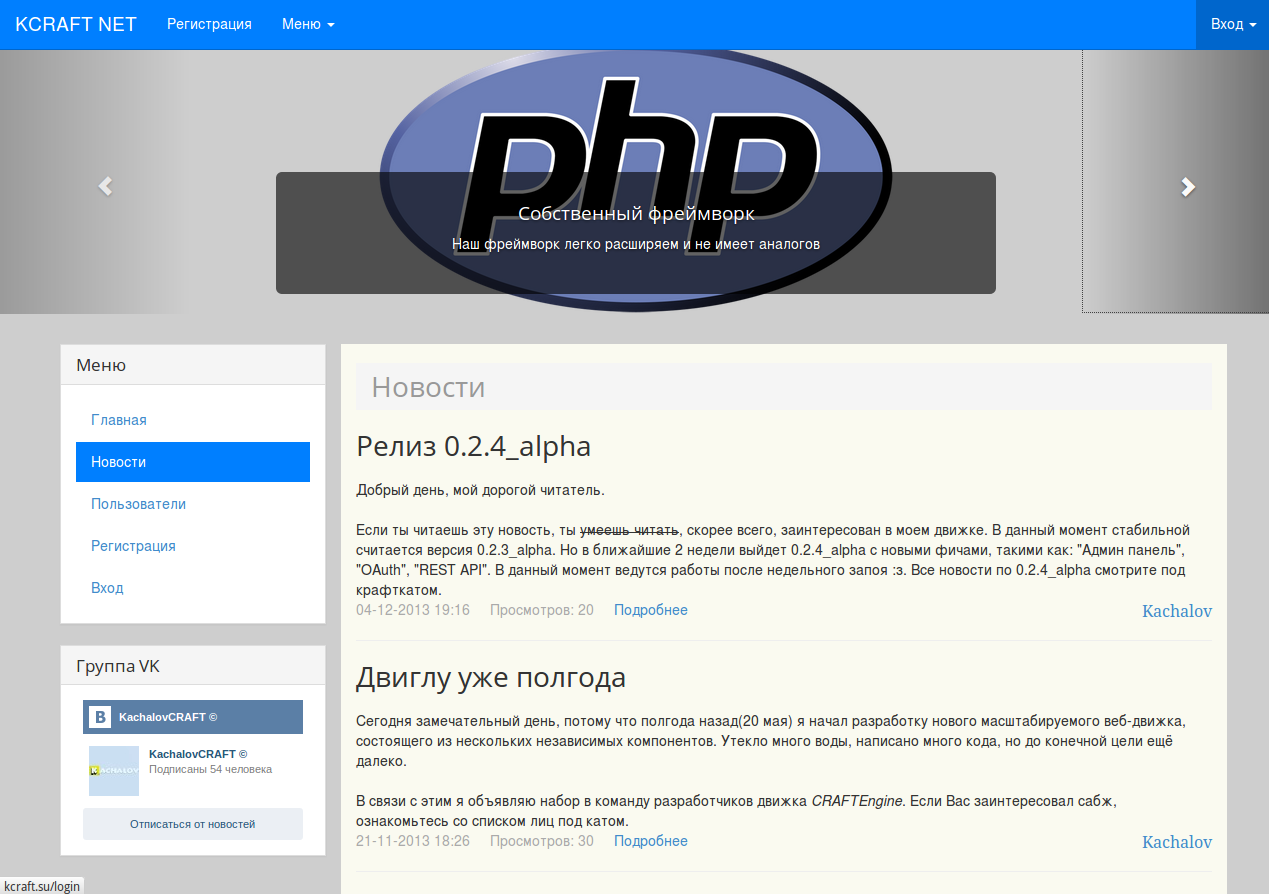 KCRAFT NET Регистрация Меню Вход
php
Собственный фреймворк
Наш фреймворк легко расширяем и не имеет аналогов
Меню
Главная
Новости
Пользователи
Регистрация
Вход
Группа VK
B KachalovCRAFT ©
KACHALOV
KachalovCRAFT ©
Подписаны 54 человека
Отписаться от новостей
Новости
Релиз 0.2.4_alpha
Добрый день, мой дорогой читатель.
Если ты читаешь эту новость, ты умеешь читать, скорее всего, заинтересован в моем движке. В данный момент стабильной
считается версия 0.2.3_alpha. Но в ближайшие 2 недели выйдет 0.2.4_alpha с новыми фичами, такими как: "Админ панель",
"OAuth", "REST API". В данный момент ведутся работы после недельного запоя :з. Все новости по 0.2.4_alpha смотрите под
крафткатом.
04-12-2013 19:16 Просмотров: 20 Подробнее Kachalov
Двиглу уже полгода
Сегодня замечательный день, потому что полгода назад(20 мая) я начал разработку нового масштабируемого веб-движка,
состоящего из нескольких независимых компонентов. Утекло много воды, написано много кода, но до конечной цели ещё
далеко.
В связи с этим я объявляю набор в команду разработчиков движка CRAFTEngine. Если Вас заинтересовал сабж,
ознакомьтесь со списком лиц под катом.
21-11-2013 18:26 Просмотров: 30 Подробнее Kachalov
kcraft.su/login